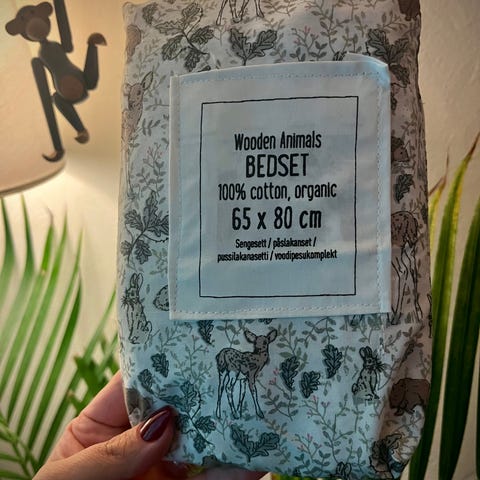 Wooden Animals
BEDSET
100% cotton, organic
65 x 80 cm
Sengesett / påslakanset /
pussilakanasetti / voodipesukomplekt